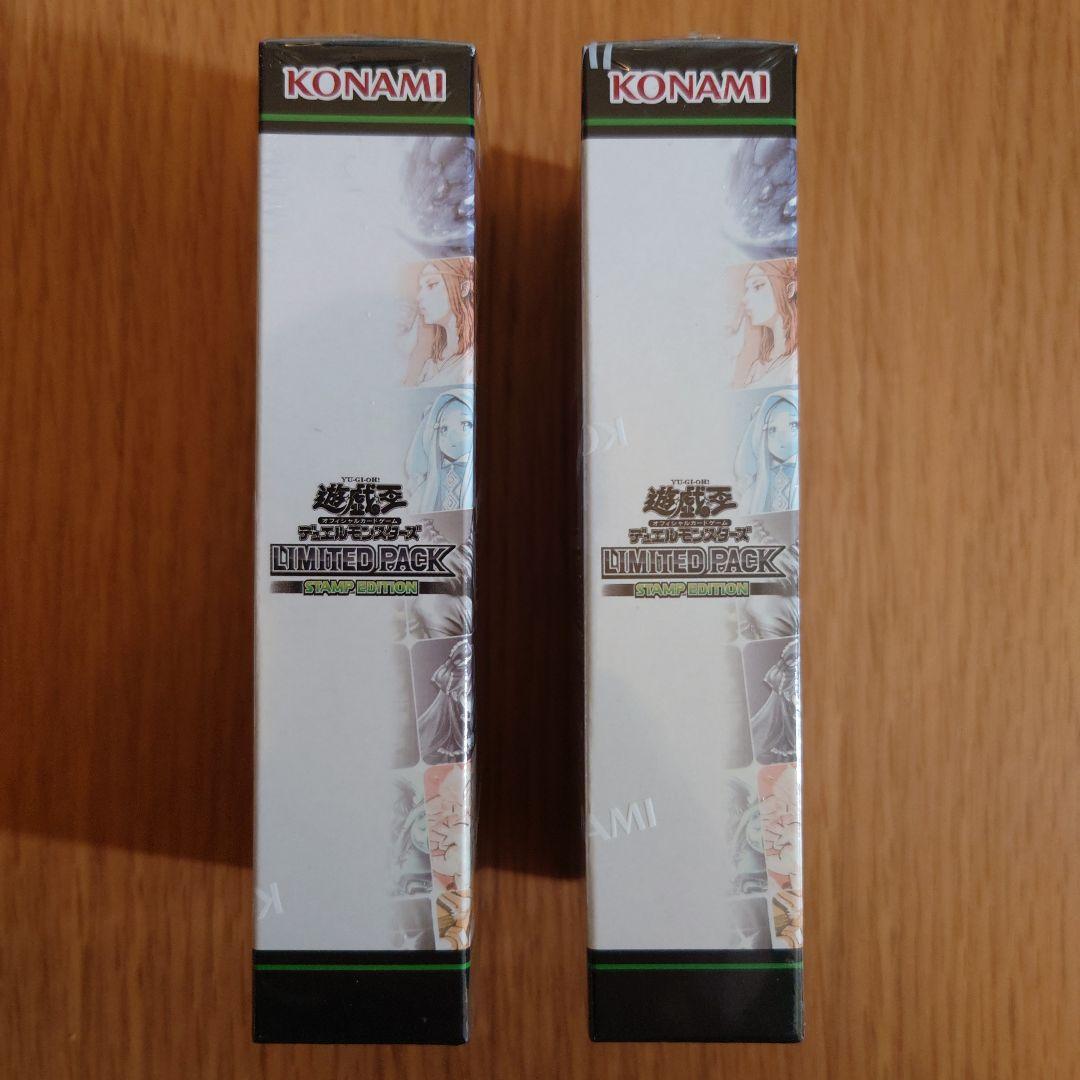 KONAMI
YU-GI-OH!
遊戯王
オフィシャルカードゲーム
デュエルモンスターズ
LIMITED PACK
STAMP EDITION
KONAMI
YU-GI-OH!
遊戯王
オフィシャルカードゲーム
デュエルモンスターズ
LIMITED PACK
STAMP EDITION